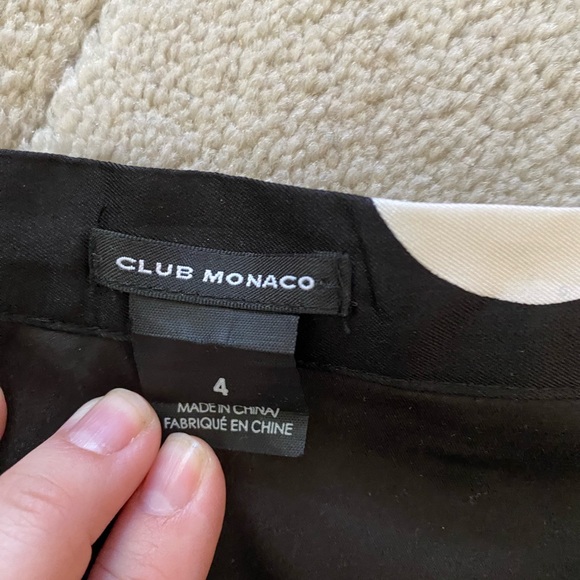 CLUB MONACO
4
MADE IN CHINA/
FABRIQUÉ EN CHINE